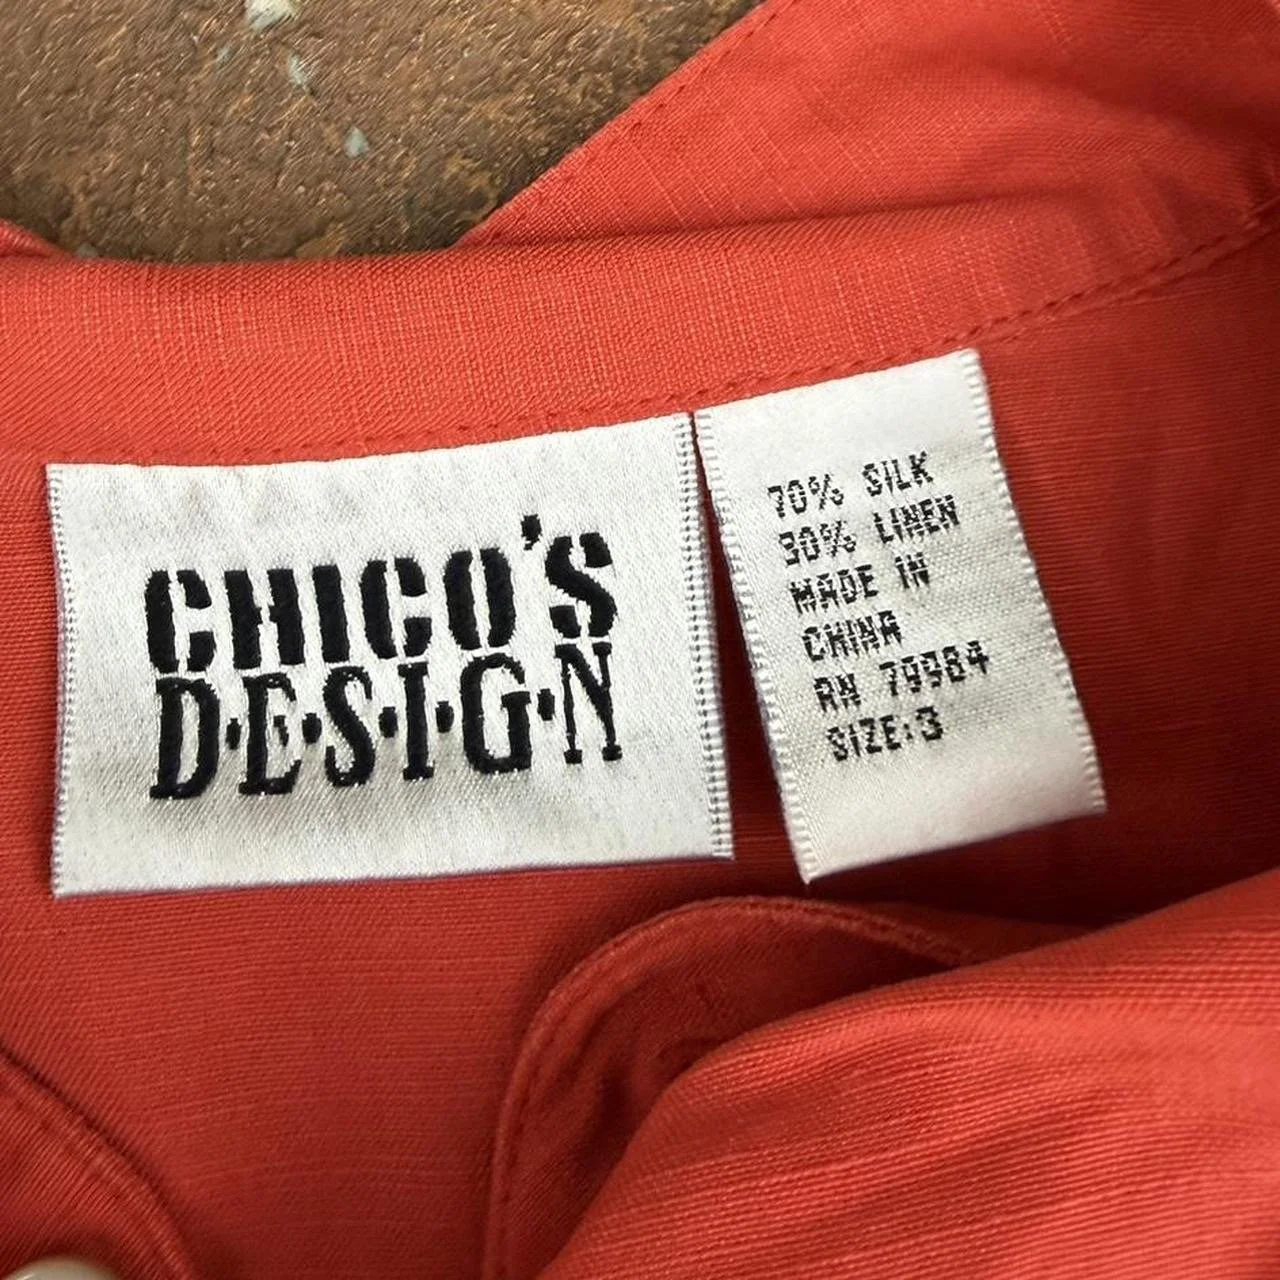 CHICO'S
D·E·S·I·G·N
70% SILK
30% LINEN
MADE IN
CHINA
RN 79984
SIZE:3